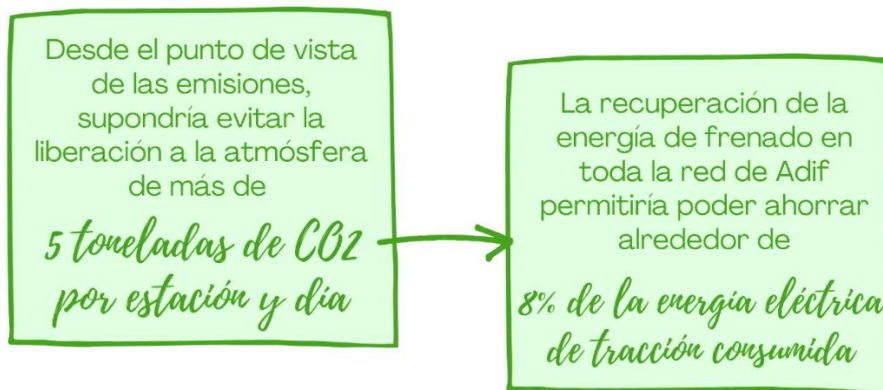 Desde el punto de vista
de las emisiones,
supondría evitar la
liberación a la atmósfera
de más de
5 toneladas de CO2
por estación y día
La recuperación de la
energía de frenado en
toda la red de Adif
permitiría poder ahorrar
alrededor de
8% de la energía eléctrica
de tracción consumida